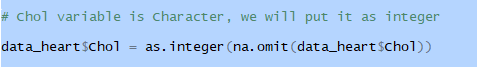 # Chol variable is Character, we will put it as integer
data_heart$Chol = as.integer(na.omit(data_heart$Chol))